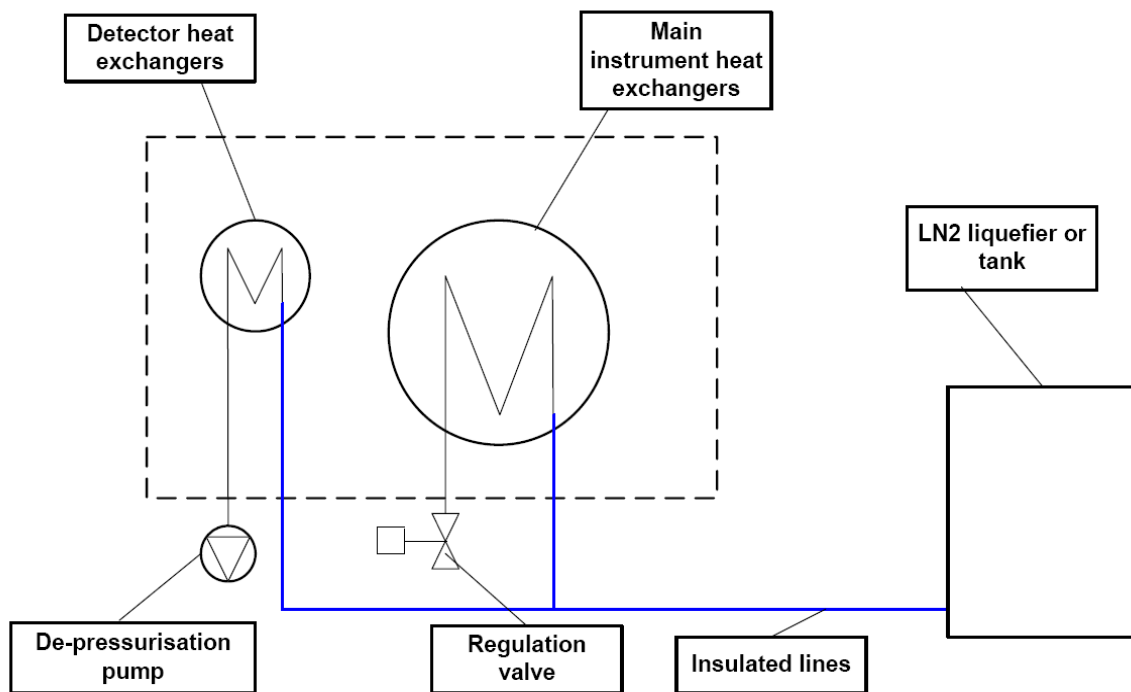 Detector heat
exchangers
Main
instrument heat
exchangers
LN2 liquefier or
tank
De-pressurisation
pump
Regulation
valve
Insulated lines